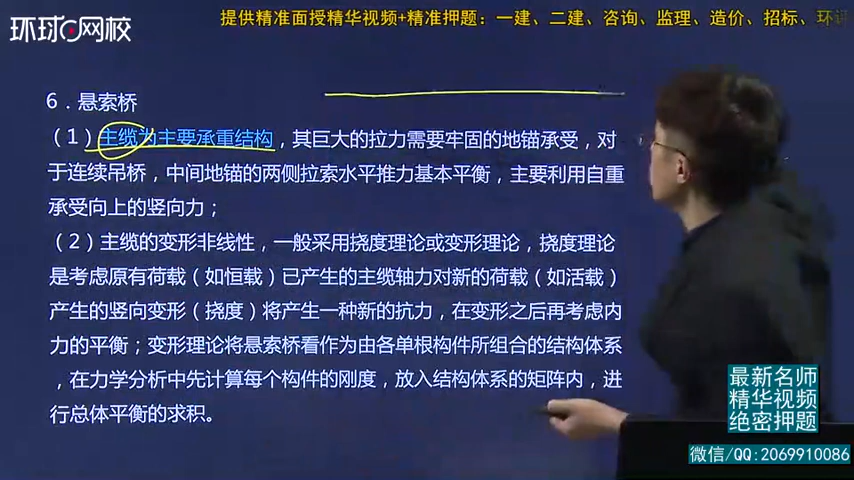 提供精准面授精华视频+精准押题：一建、二建、咨询、监理、造价、招标、环评
环球网校
6．悬索桥
（1）主缆为主要承重结构，其巨大的拉力需要牢固的地锚承受，对
于连续吊桥，中间地锚的两侧拉索水平推力基本平衡，主要利用自重
承受向上的竖向力；
（2）主缆的变形非线性，一般采用挠度理论或变形理论，挠度理论
是考虑原有荷载（如恒载）已产生的主缆轴力对新的荷载（如活载）
产生的竖向变形（挠度）将产生一种新的抗力，在变形之后再考虑内
力的平衡；变形理论将悬索桥看作为由各单根构件所组合的结构体系
，在力学分析中先计算每个构件的刚度，放入结构体系的矩阵内，进
行总体平衡的求积。
最新名师
精华视频
绝密押题
微信/QQ:2069910086